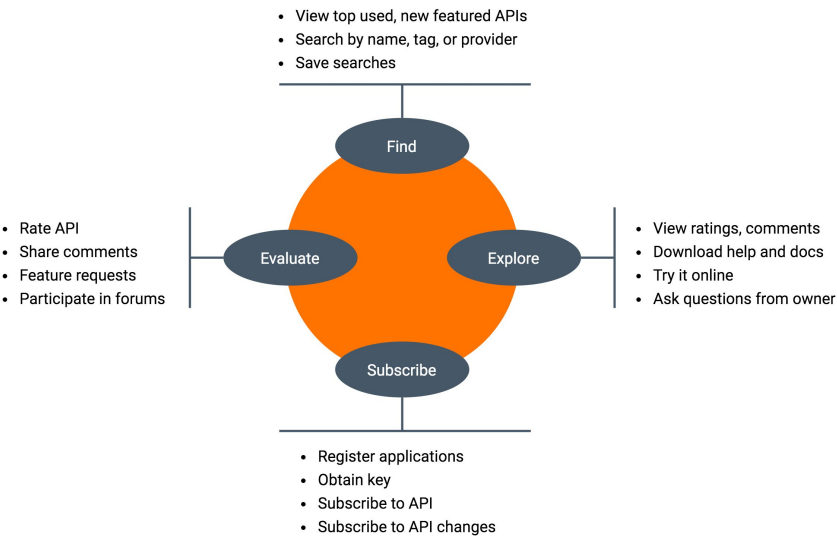 • View top used, new featured APIs
• Search by name, tag, or provider
• Save searches
Find
• Rate API
• Share comments
• Feature requests
• Participate in forums
Evaluate
Explore
• View ratings, comments
• Download help and docs
• Try it online
• Ask questions from owner
Subscribe
• Register applications
• Obtain key
• Subscribe to API
• Subscribe to API changes